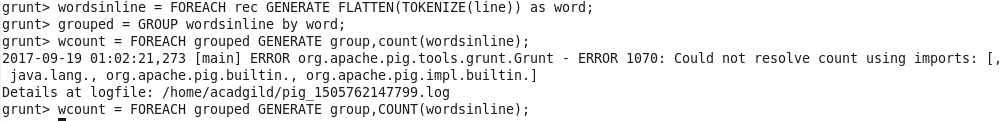 grunt> wordsinline = FOREACH rec GENERATE FLATTEN(TOKENIZE(line)) as word;
grunt> grouped = GROUP wordsinline by word;
grunt> wcount = FOREACH grouped GENERATE group,count(wordsinline);
2017-09-19 01:02:21,273 [main] ERROR org.apache.pig.tools.grunt.Grunt - ERROR 1070: Could not resolve count using imports: [,
java.lang., org.apache.pig.builtin., org.apache.pig.impl.builtin.]
Details at logfile: /home/acadgild/pig_1505762147799.log
grunt> wcount = FOREACH grouped GENERATE group,COUNT(wordsinline);